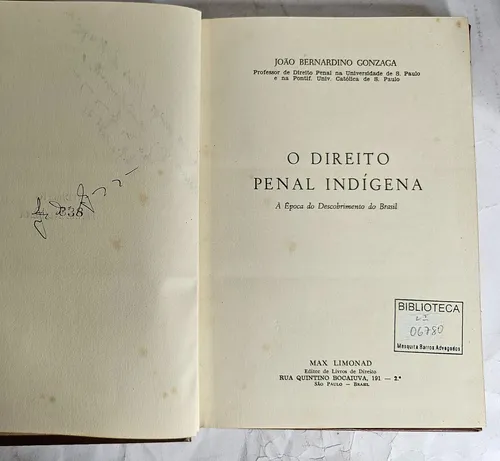 838
JOÃO BERNARDINO GONZAGA
Professor de Direito Penal na Universidade de S. Paulo
e na Pontif. Univ. Católica de S. Paulo
O DIREITO
PENAL INDÍGENA
À Época do Descobrimento do Brasil
BIBLIOTECA
06780
Mesquita Barros Advogados
MAX LIMONAD
Editor de Livros de Direito
RUA QUINTINO BOCAIUVA, 191 — 2.º
SÃO PAULO — BRASIL